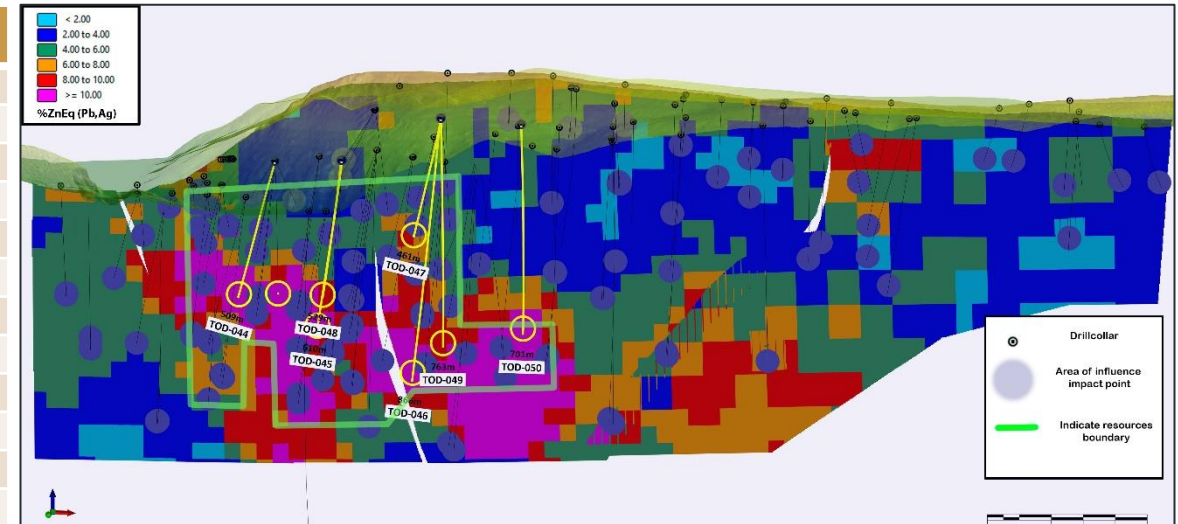 < 2.00
2.00 to 4.00
4.00 to 6.00
6.00 to 8.00
8.00 to 10.00
>= 10.00
%ZnEq (Pb,Ag)
461m
TOD-047
509m
TOD-044
TOD-048
610m
TOD-045
701m
TOD-050
763m
TOD-049
TOD-046
Drillcollar
Area of influence
impact point
Indicate resources
boundary